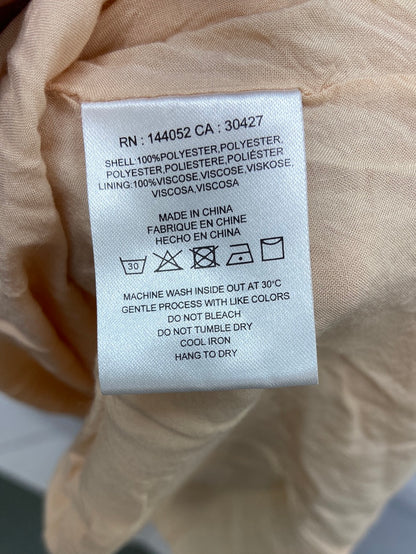 RN : 144052 CA : 30427
SHELL:100%POLYESTER,POLYESTER,
POLYESTER,POLIESTERE,POLIÉSTER
LINING:100%VISCOSE,VISCOSE,VISKOSE,
VISCOSA,VISCOSA
MADE IN CHINA
FABRIQUE EN CHINE
HECHO EN CHINA
30
MACHINE WASH INSIDE OUT AT 30°C
GENTLE PROCESS WITH LIKE COLORS
DO NOT BLEACH
DO NOT TUMBLE DRY
COOL IRON
HANG TO DRY